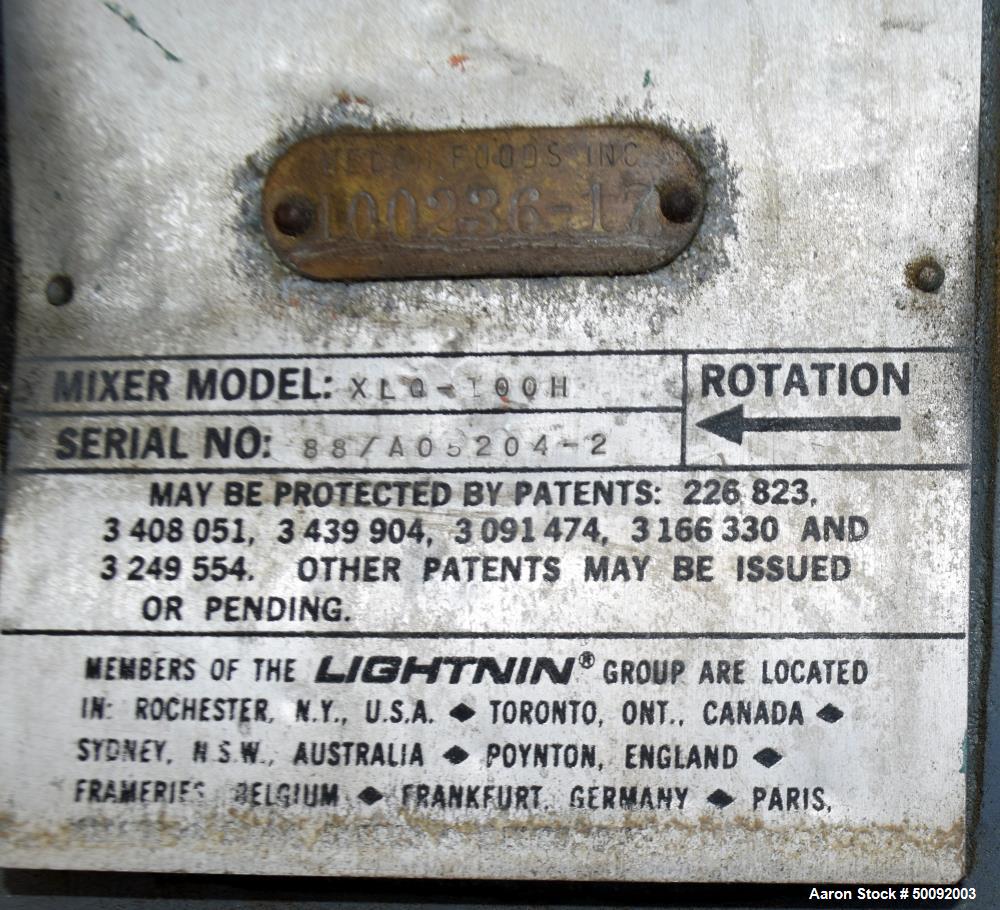 FOODS INC
100236-17
MIXER MODEL: XLQ-100H
ROTATION
SERIAL NO: 88/A05204-2
MAY BE PROTECTED BY PATENTS: 226 823,
3 408 051, 3 439 904, 3 091 474, 3 166 330 AND
3 249 554. OTHER PATENTS MAY BE ISSUED
OR PENDING.
MEMBERS OF THE LIGHTNIN® GROUP ARE LOCATED
IN: ROCHESTER, N.Y., U.S.A. ◆ TORONTO, ONT., CANADA ◆
SYDNEY, N.S.W., AUSTRALIA ◆ POYNTON, ENGLAND ◆
FRAMERIES BELGIUM ◆ FRANKFURT, GERMANY ◆ PARIS,
Aaron Stock # 50092003